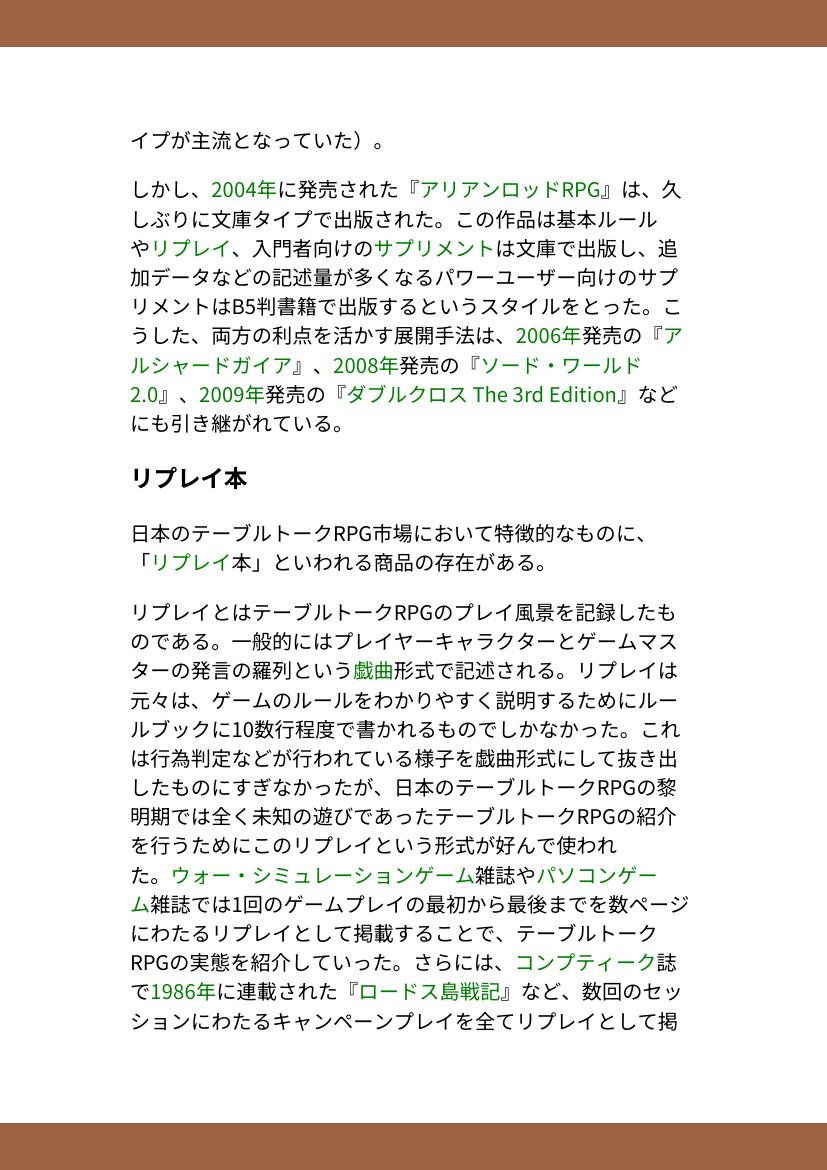 イプが主流となっていた）。
しかし、2004年に発売された『アリアンロッドRPG』は、久
しぶりに文庫タイプで出版された。この作品は基本ルール
やリプレイ、入門者向けのサプリメントは文庫で出版し、追
加データなどの記述量が多くなるパワーユーザー向けのサプ
リメントはB5判書籍で出版するというスタイルをとった。こ
うした、両方の利点を活かす展開手法は、2006年発売の『ア
ルシャードガイア』、2008年発売の『ソード・ワールド
2.0』、2009年発売の『ダブルクロス The 3rd Edition』など
にも引き継がれている。
リプレイ本
日本のテーブルトークRPG市場において特徴的なものに、
「リプレイ本」といわれる商品の存在がある。
リプレイとはテーブルトークRPGのプレイ風景を記録したも
のである。一般的にはプレイヤーキャラクターとゲームマス
ターの発言の羅列という戯曲形式で記述される。リプレイは
元々は、ゲームのルールをわかりやすく説明するためにルー
ルブックに10数行程度で書かれるものでしかなかった。これ
は行為判定などが行われている様子を戯曲形式にして抜き出
したものにすぎなかったが、日本のテーブルトークRPGの黎
明期では全く未知の遊びであったテーブルトークRPGの紹介
を行うためにこのリプレイという形式が好んで使われ
た。ウォー・シミュレーションゲーム雑誌やパソコンゲー
ム雑誌では1回のゲームプレイの最初から最後までを数ページ
にわたるリプレイとして掲載することで、テーブルトーク
RPGの実態を紹介していった。さらには、コンプティーク誌
で1986年に連載された『ロードス島戦記』など、数回のセッ
ションにわたるキャンペーンプレイを全てリプレイとして掲